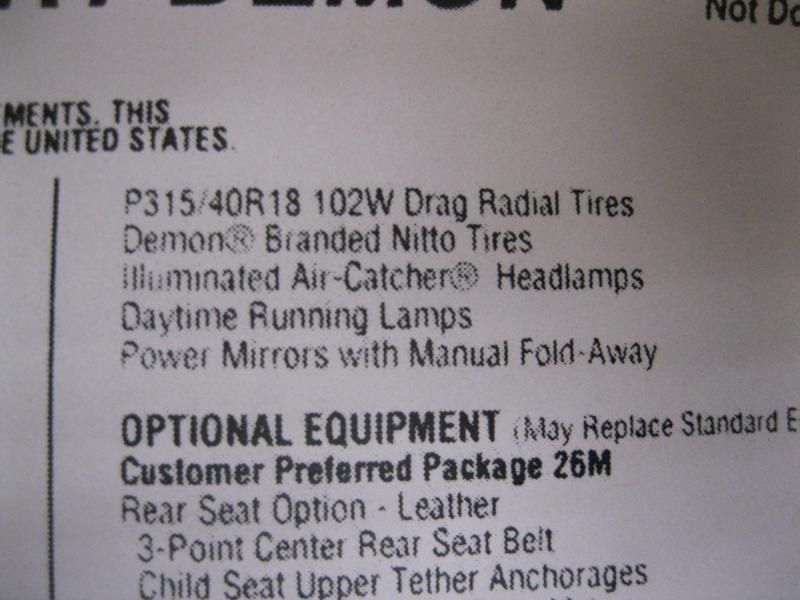 DEMON
Not Do
EMENTS. THIS
E UNITED STATES.
P315/40R18 102W Drag Radial Tires
Demon® Branded Nitto Tires
Illuminated Air-Catcher® Headlamps
Daytime Running Lamps
Power Mirrors with Manual Fold-Away
OPTIONAL EQUIPMENT (May Replace Standard E
Customer Preferred Package 26M
Rear Seat Option - Leather
3-Point Center Rear Seat Belt
Child Seat Upper Tether Anchorages